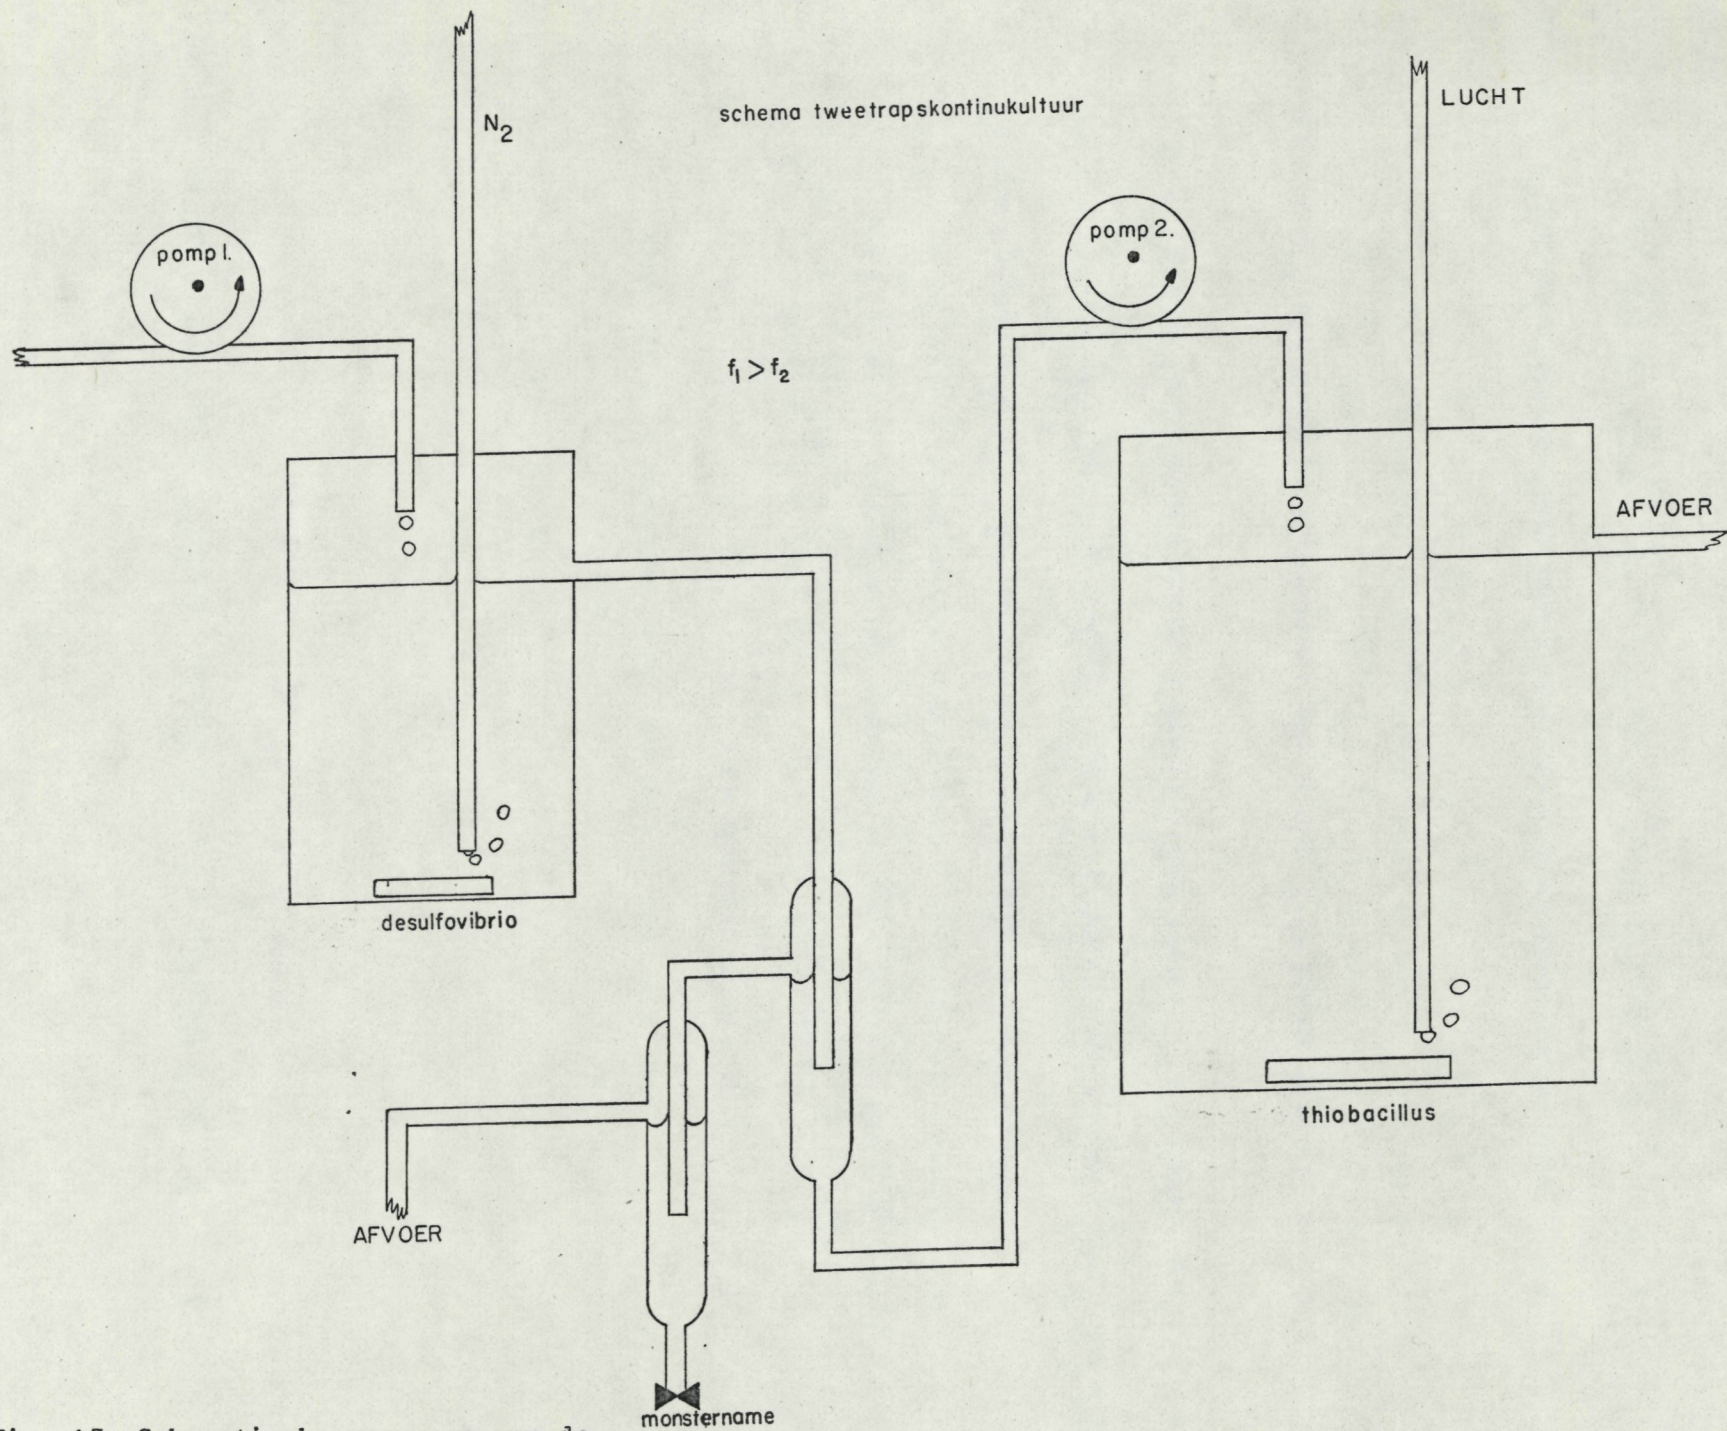 schema tweetrapskontinukultuur
N2
LUCHT
pomp 1.
pomp 2.
f1 > f2
AFVOER
desulfovibrio
thiobacillus
AFVOER
monstername